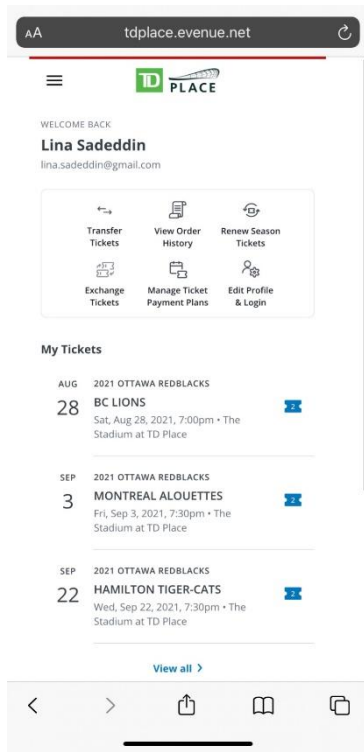 AA tdplace.evenue.net
TD PLACE
WELCOME BACK
Lina Sadeddin
lina.sadeddin@gmail.com
Transfer Tickets
View Order History
Renew Season Tickets
Exchange Tickets
Manage Ticket Payment Plans
Edit Profile & Login
My Tickets
AUG 2021 OTTAWA REDBLACKS
28 BC LIONS 2
Sat, Aug 28, 2021, 7:00pm • The
Stadium at TD Place
SEP 2021 OTTAWA REDBLACKS
3 MONTREAL ALOUETTES 2
Fri, Sep 3, 2021, 7:30pm • The
Stadium at TD Place
SEP 2021 OTTAWA REDBLACKS
22 HAMILTON TIGER-CATS 2
Wed, Sep 22, 2021, 7:30pm • The
Stadium at TD Place
View all >